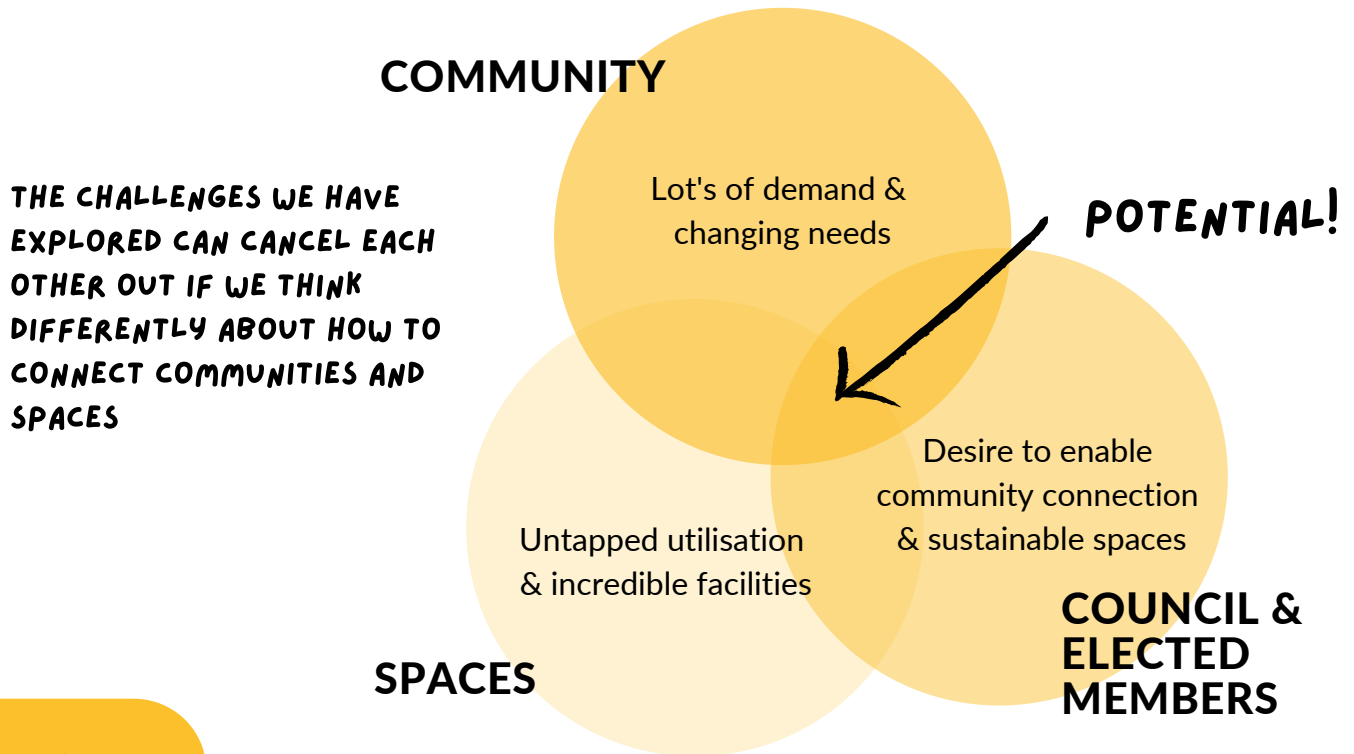 COMMUNITY
THE CHALLENGES WE HAVE
EXPLORED CAN CANCEL EACH
OTHER OUT IF WE THINK
DIFFERENTLY ABOUT HOW TO
CONNECT COMMUNITIES AND
SPACES
Lot's of demand &
changing needs
POTENTIAL!
Desire to enable
community connection
& sustainable spaces
Untapped utilisation
& incredible facilities
COUNCIL &
ELECTED
MEMBERS
SPACES